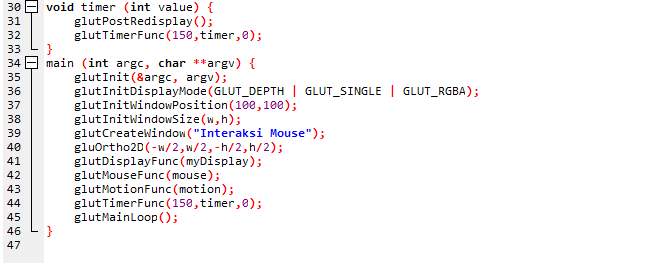 30 void timer (int value) {
31 glutPostRedisplay();
32 glutTimerFunc(150,timer,0);
33 }
34 main (int argc, char **argv) {
35 glutInit(&argc, argv);
36 glutInitDisplayMode(GLUT_DEPTH | GLUT_SINGLE | GLUT_RGBA);
37 glutInitWindowPosition(100,100);
38 glutInitWindowSize(w,h);
39 glutCreateWindow("Interaksi Mouse");
40 gluOrtho2D(-w/2,w/2,-h/2,h/2);
41 glutDisplayFunc(myDisplay);
42 glutMouseFunc(mouse);
43 glutMotionFunc(motion);
44 glutTimerFunc(150,timer,0);
45 glutMainLoop();
46 }
47